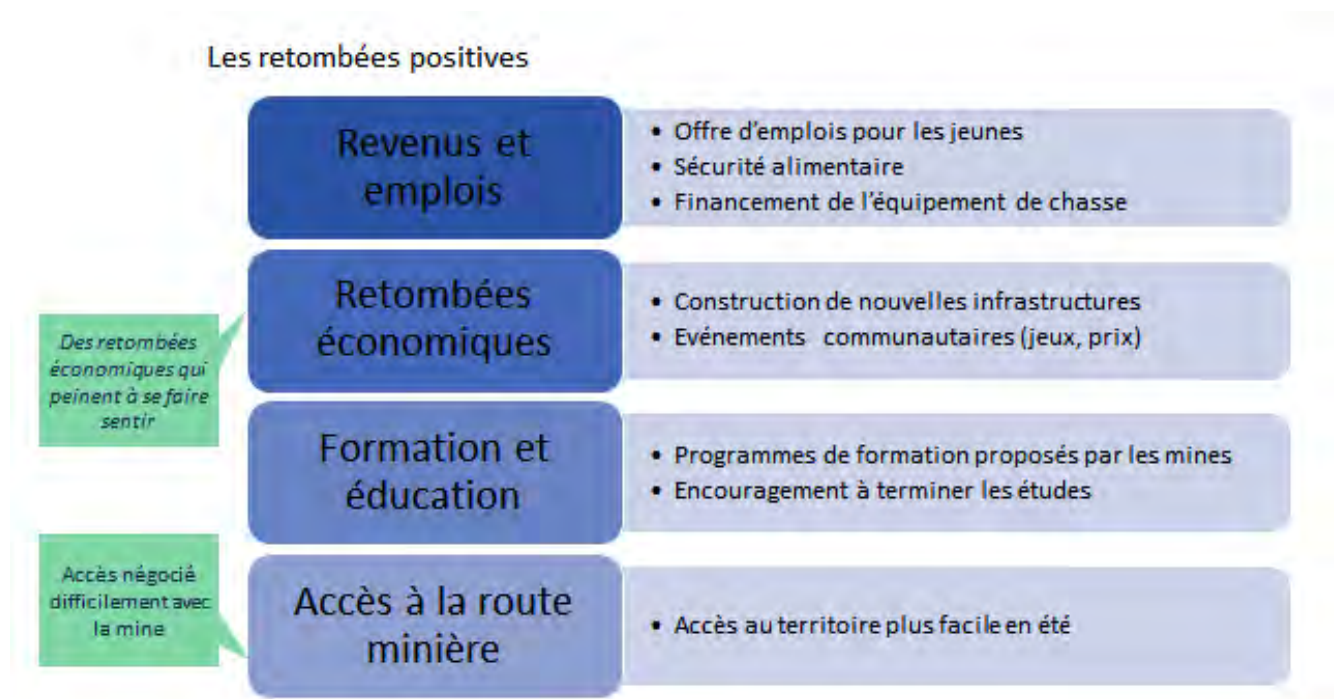 Les retombées positives
Revenus et
emplois
• Offre d'emplois pour les jeunes
• Sécurité alimentaire
• Financement de l'équipement de chasse
Des retombées
économiques qui
peinent à se faire
sentir
Retombées
économiques
• Construction de nouvelles infrastructures
• Evénements communautaires (jeux, prix)
Formation et
éducation
• Programmes de formation proposés par les mines
• Encouragement à terminer les études
Accès négocié
difficilement avec
la mine
Accès à la route
minière
• Accès au territoire plus facile en été